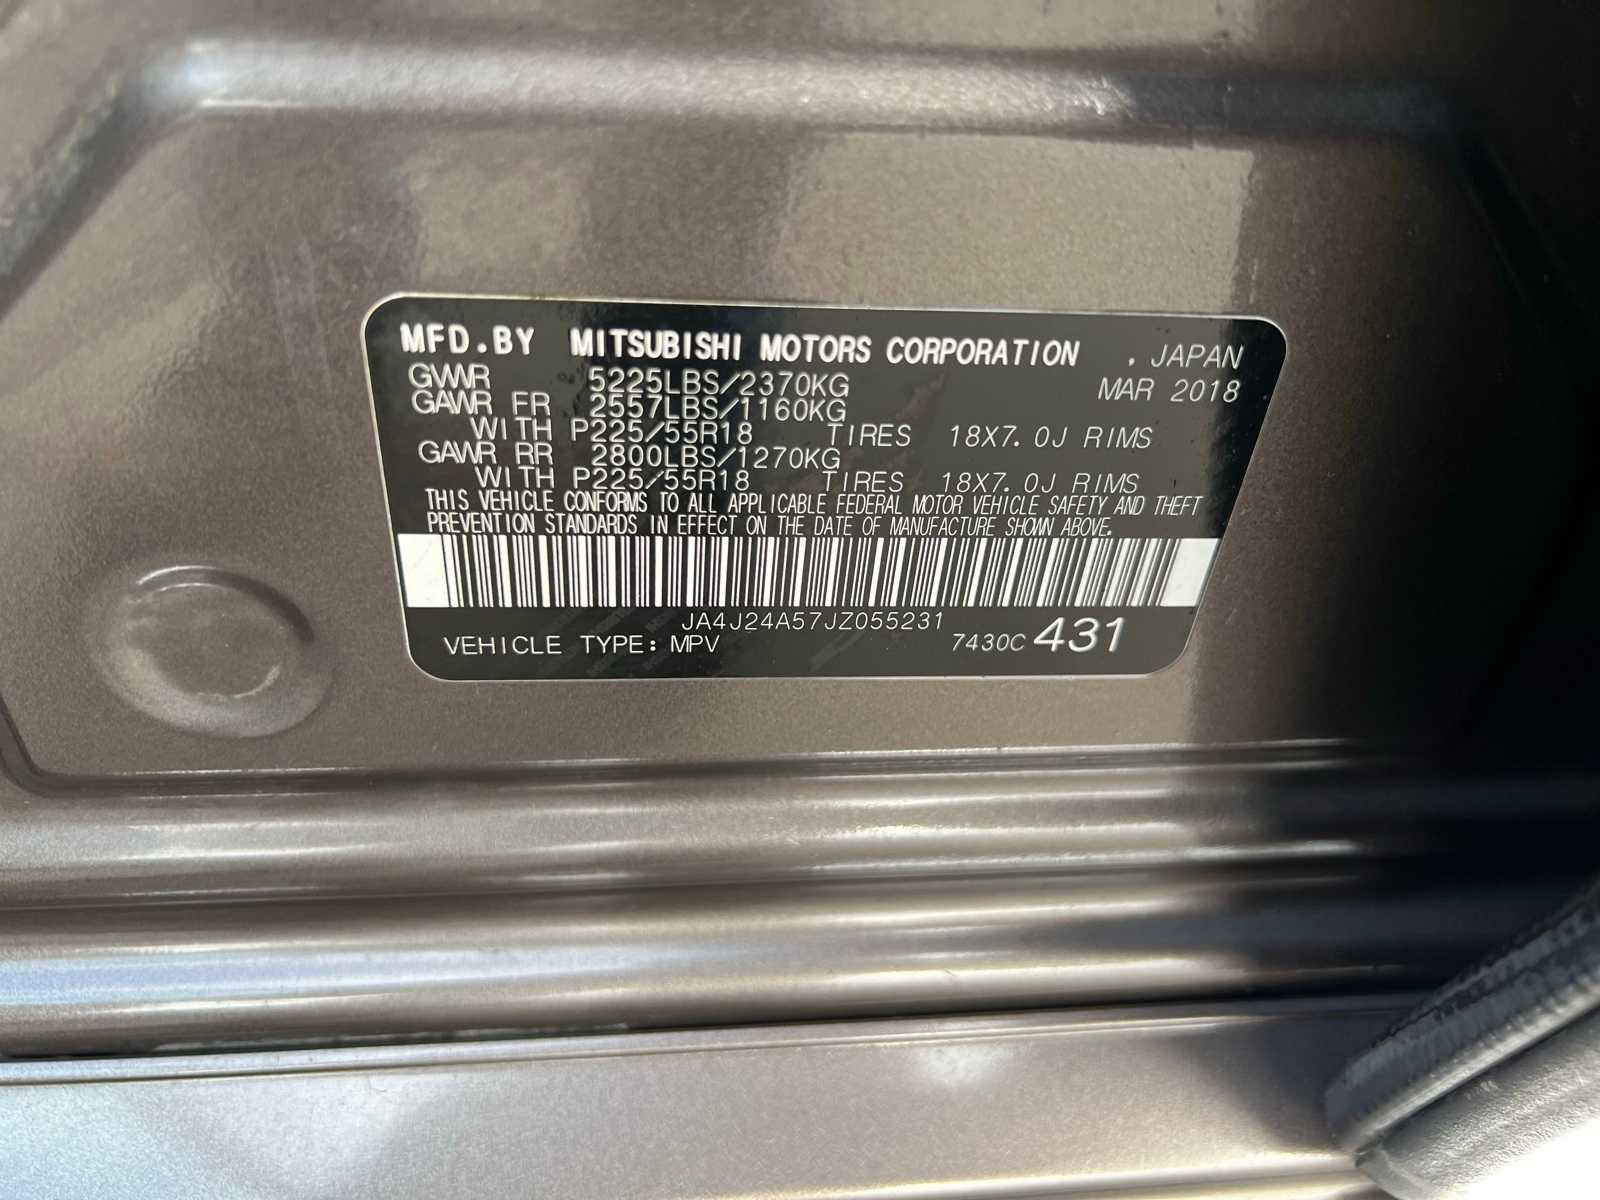 MFD.BY MITSUBISHI MOTORS CORPORATION . JAPAN
GVWR 5225LBS/2370KG MAR 2018
GAWR FR 2557LBS/1160KG
WITH P225/55R18 TIRES 18X7.0J RIMS
GAWR RR 2800LBS/1270KG
WITH P225/55R18 TIRES 18X7.0J RIMS
THIS VEHICLE CONFORMS TO ALL APPLICABLE FEDERAL MOTOR VEHICLE SAFETY AND THEFT
PREVENTION STANDARDS IN EFFECT ON THE DATE OF MANUFACTURE SHOWN ABOVE.
JA4J24A57JZ055231
VEHICLE TYPE: MPV 7430C 431